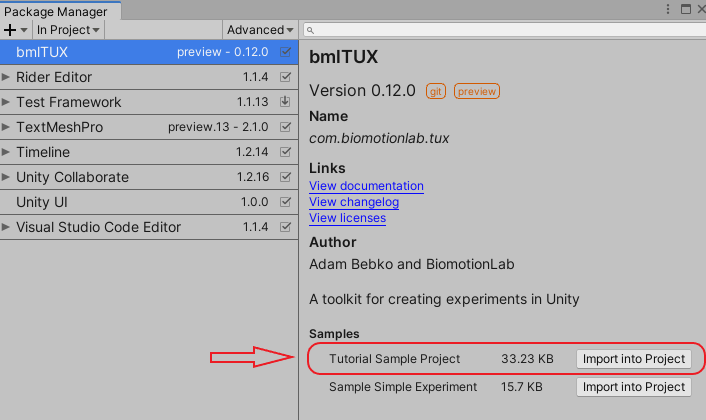 Package Manager
In Project
Advanced
bmlTUX preview - 0.12.0
Rider Editor 1.1.4
Test Framework 1.1.13
TextMeshPro preview.13 - 2.1.0
Timeline 1.2.14
Unity Collaborate 1.2.16
Unity UI 1.0.0
Visual Studio Code Editor 1.1.4
bmlTUX
Version 0.12.0 git preview
Name
com.biomotionlab.tux
Links
View documentation
View changelog
View licenses
Author
Adam Bebko and BiomotionLab
A toolkit for creating experiments in Unity
Samples
Tutorial Sample Project 33.23 KB Import into Project
Sample Simple Experiment 15.7 KB Import into Project